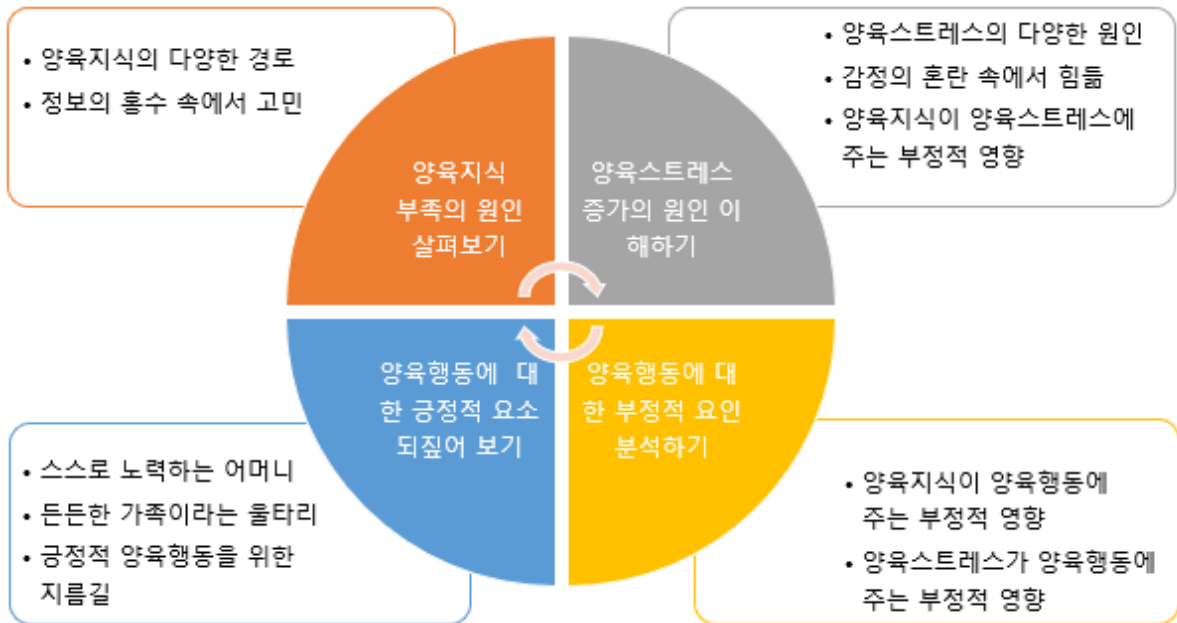 • 양육지식의 다양한 경로
• 정보의 홍수 속에서 고민
양육지식
부족의 원인
살펴보기
양육스트레스
증가의 원인 이
해하기
• 양육스트레스의 다양한 원인
• 감정의 혼란 속에서 힘듦
• 양육지식이 양육스트레스에
주는 부정적 영향
양육행동에 대
한 긍정적 요소
되짚어 보기
양육행동에 대
한 부정적 요인
분석하기
• 스스로 노력하는 어머니
• 든든한 가족이라는 울타리
• 긍정적 양육행동을 위한
지름길
• 양육지식이 양육행동에
주는 부정적 영향
• 양육스트레스가 양육행동에
주는 부정적 영향